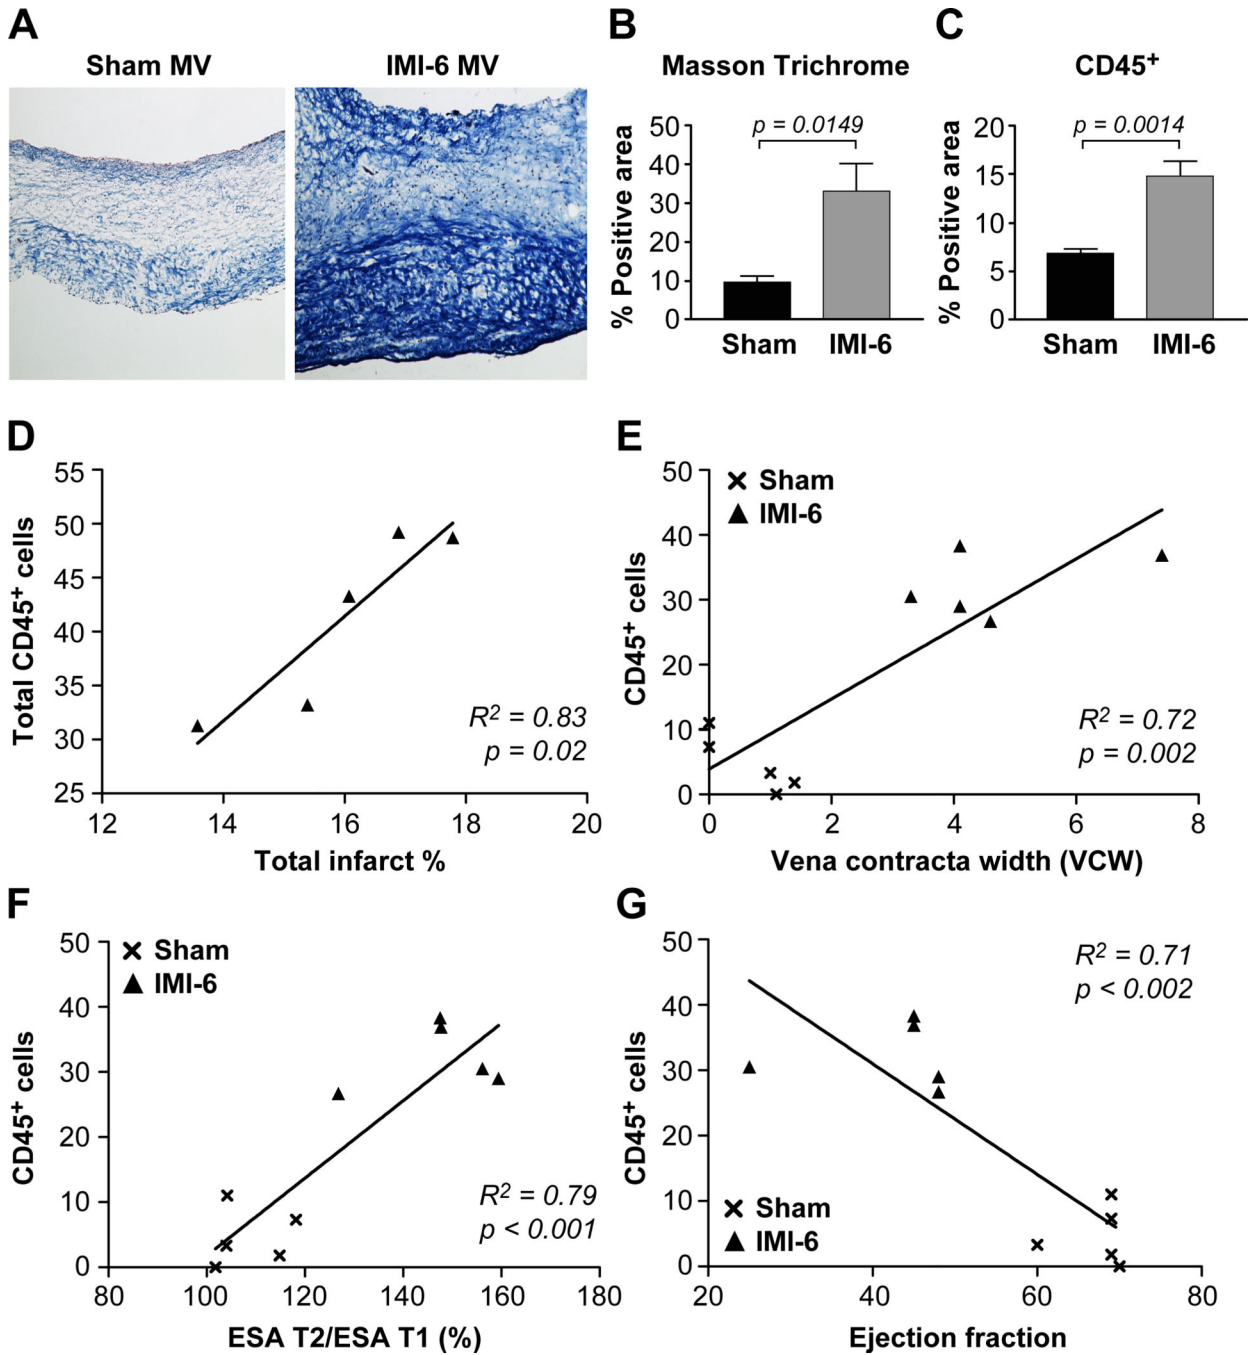 A
Sham MV
IMI-6 MV
B
Masson Trichrome
% Positive area
50
40
30
20
10
0
p = 0.0149
Sham
IMI-6
C
CD45+
% Positive area
20
15
10
5
0
p = 0.0014
Sham
IMI-6
D
Total CD45+ cells
55
50
45
40
35
30
25
R2 = 0.83
p = 0.02
12 14 16 18 20
Total infarct %
E
CD45+ cells
50
40
30
20
10
0
Sham
IMI-6
R2 = 0.72
p = 0.002
0 2 4 6 8
Vena contracta width (VCW)
F
CD45+ cells
50
40
30
20
10
0
Sham
IMI-6
R2 = 0.79
p < 0.001
80 100 120 140 160 180
ESA T2/ESA T1 (%)
G
CD45+ cells
50
40
30
20
10
0
R2 = 0.71
p < 0.002
Sham
IMI-6
20 40 60 80
Ejection fraction